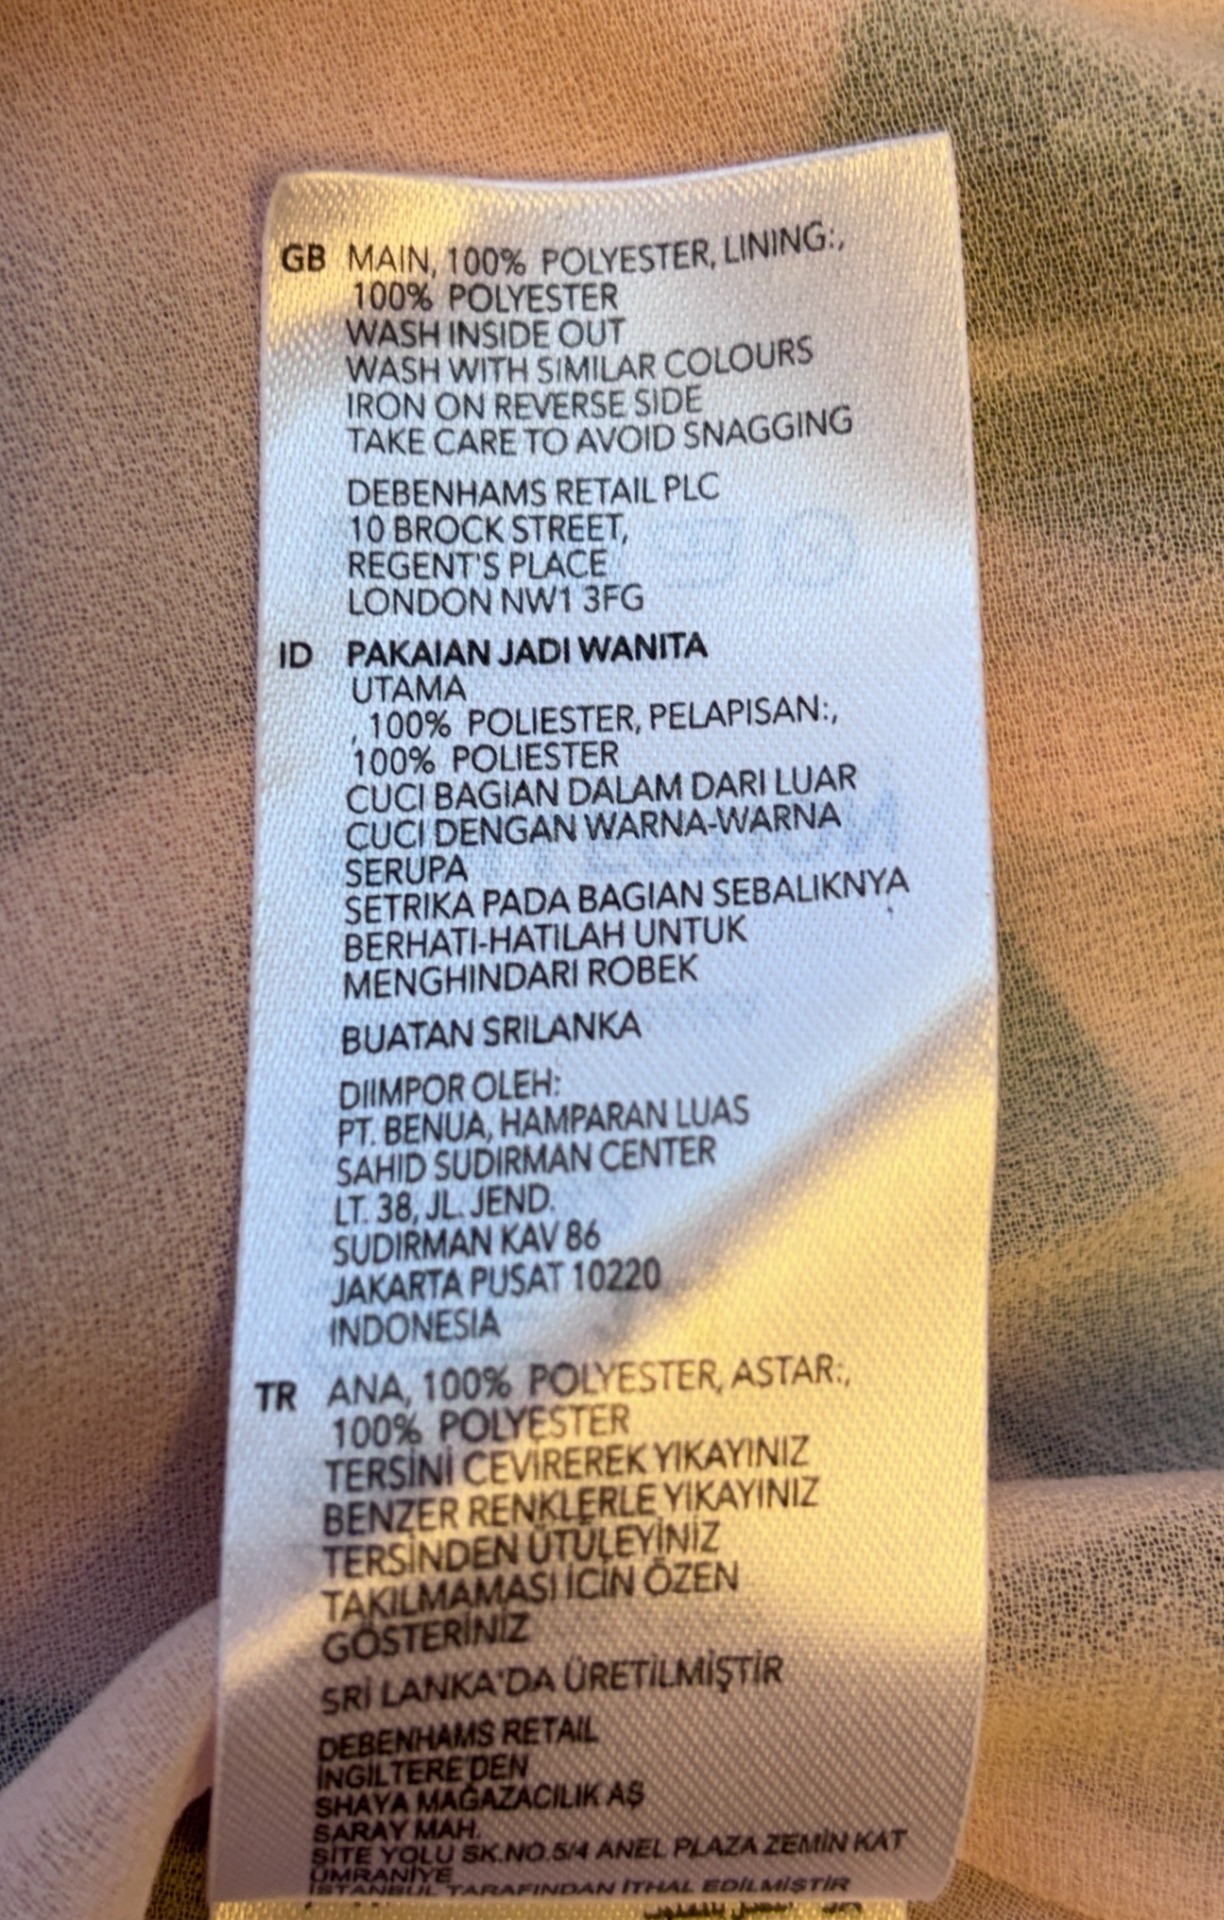 GB MAIN, 100% POLYESTER, LINING:,
100% POLYESTER
WASH INSIDE OUT
WASH WITH SIMILAR COLOURS
IRON ON REVERSE SIDE
TAKE CARE TO AVOID SNAGGING
DEBENHAMS RETAIL PLC
10 BROCK STREET,
REGENT'S PLACE
LONDON NW1 3FG
ID PAKAIAN JADI WANITA
UTAMA
, 100% POLIESTER, PELAPISAN:,
100% POLIESTER
CUCI BAGIAN DALAM DARI LUAR
CUCI DENGAN WARNA-WARNA
SERUPA
SETRIKA PADA BAGIAN SEBALIKNYA
BERHATI-HATILAH UNTUK
MENGHINDARI ROBEK
BUATAN SRILANKA
DIIMPOR OLEH:
PT. BENUA, HAMPARAN LUAS
SAHID SUDIRMAN CENTER
LT. 38, JL. JEND.
SUDIRMAN KAV 86
JAKARTA PUSAT 10220
INDONESIA
TR ANA, 100% POLYESTER, ASTAR:,
100% POLYESTER
TERSİNİ CEVİREREK YIKAYINIZ
BENZER RENKLERLE YIKAYINIZ
TERSİNDEN ÜTÜLEYİNİZ
TAKILMAMASI İCİN ÖZEN
GÖSTERİNİZ
SRİ LANKA'DA ÜRETİLMİŞTİR
DEBENHAMS RETAIL
İNGİLTERE'DEN
SHAYA MAĞAZACILIK AŞ
SARAY MAH.
SİTE YOLU SK.NO.5/4 ANEL PLAZA ZEMİN KAT
ÜMRANİYE
İSTANBUL TARAFINDAN İTHAL EDİLMİŞTİR